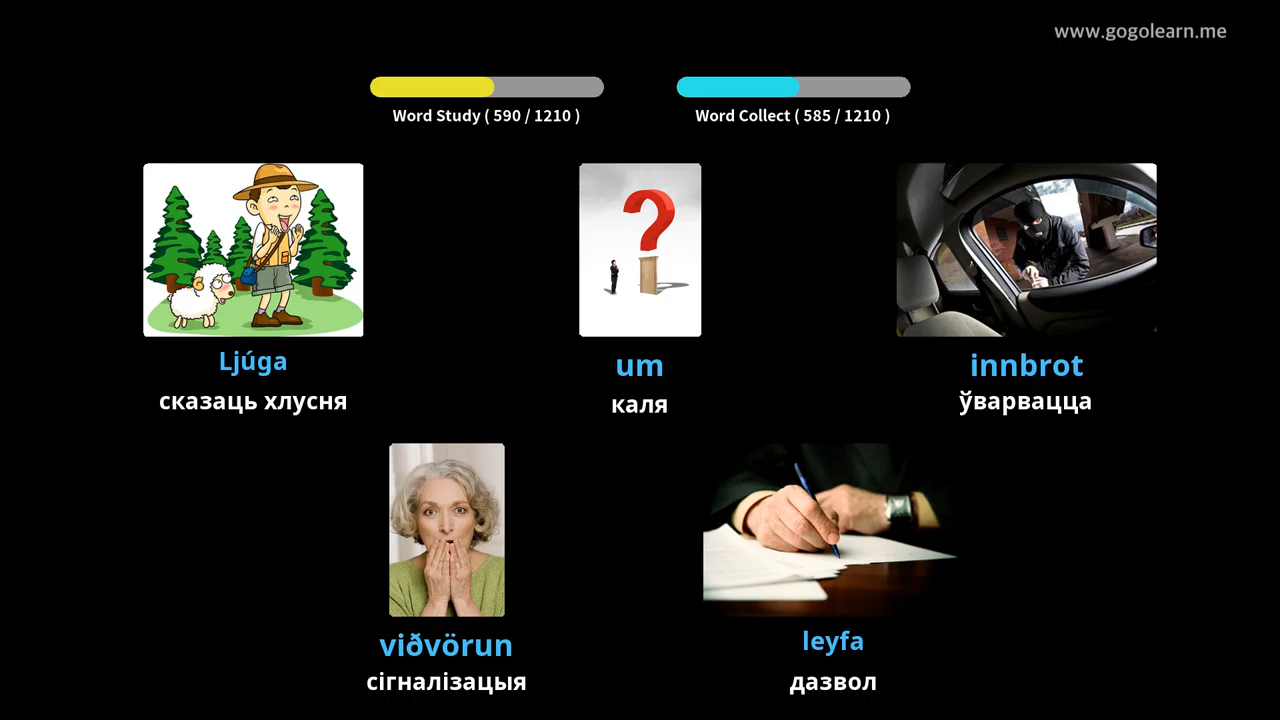 www.gogolearn.me
Word Study ( 590 / 1210 )
Word Collect ( 585 / 1210 )
Ljúga
um
innbrot
сказаць хлусня
каля
ўварвацца
viðvörun
leyfa
сігналізацыя
дазвол